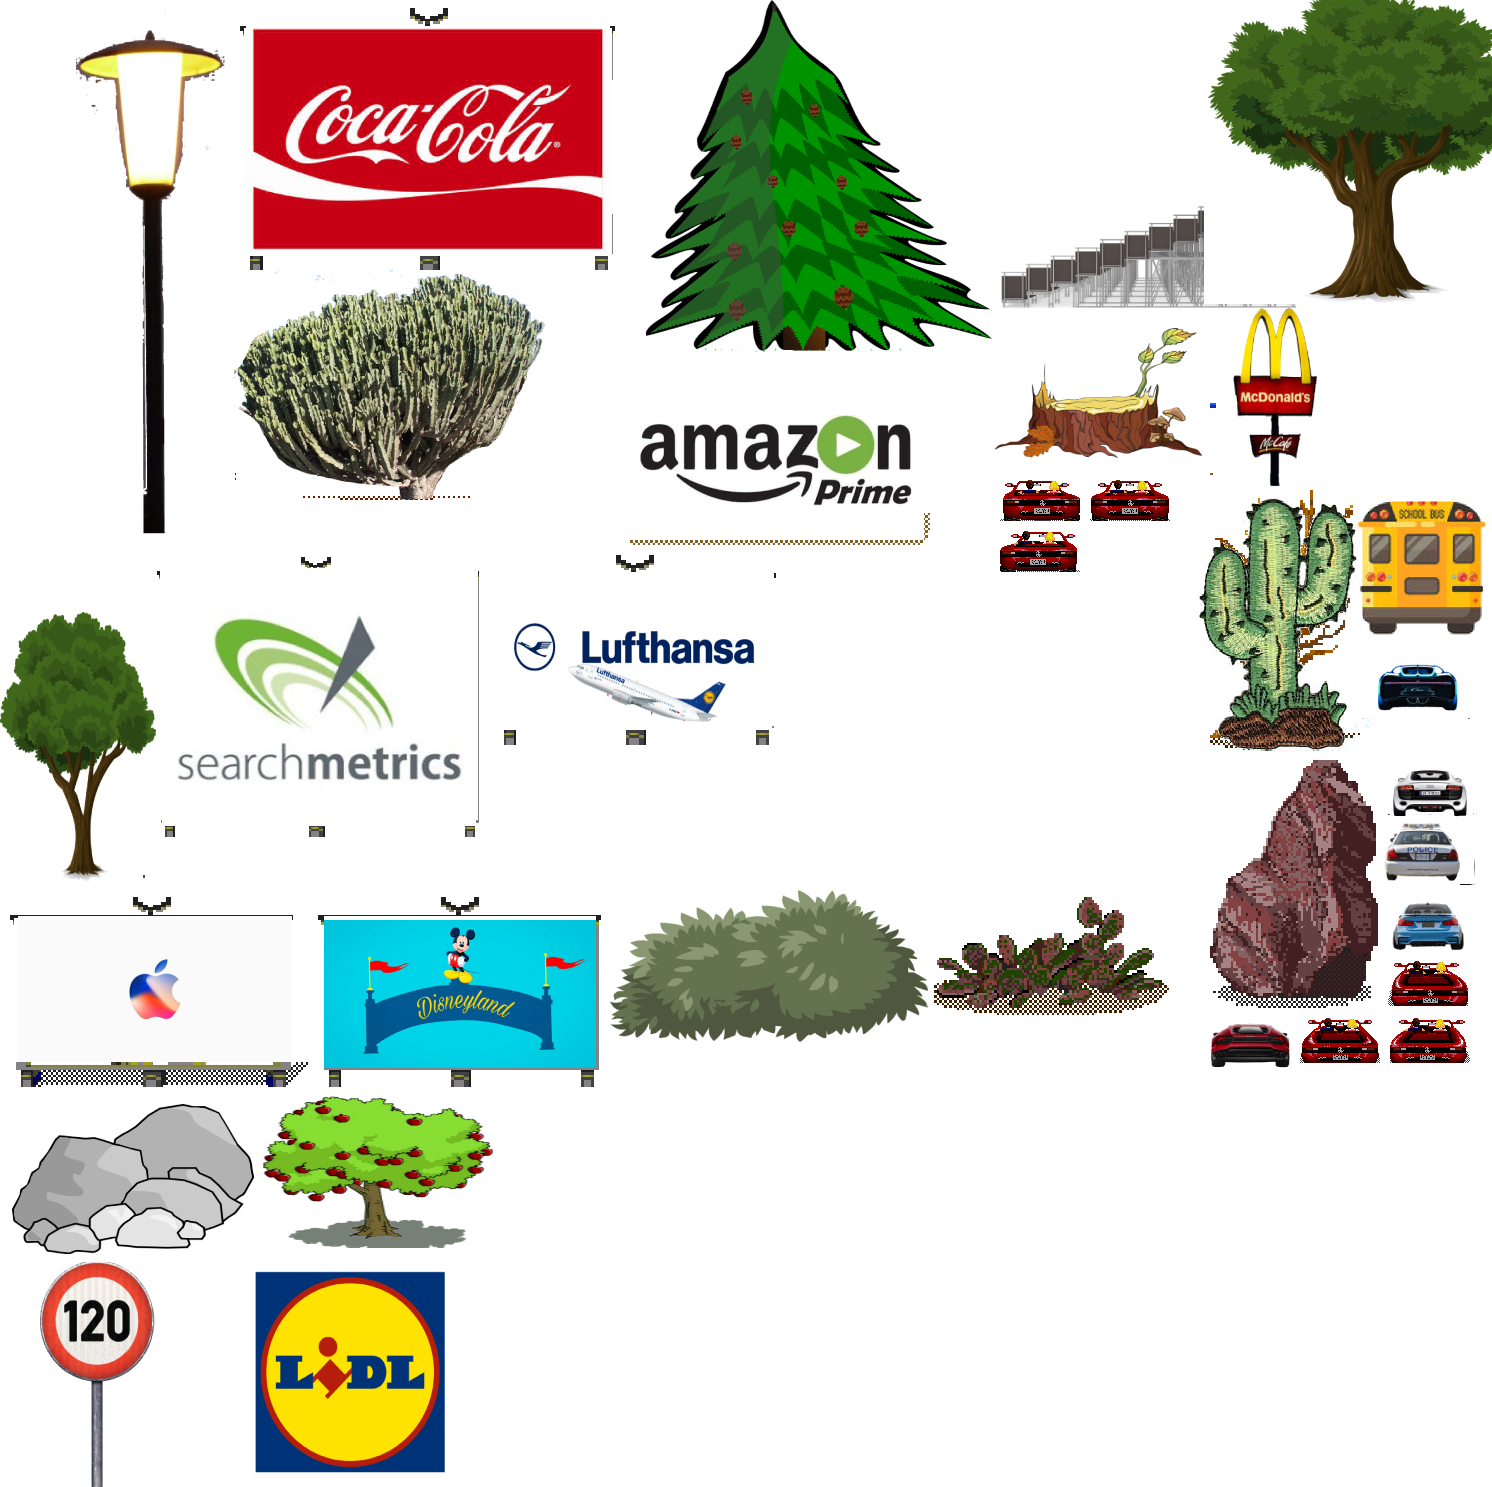 Coca-Cola®
McDonald's
McCafé
amazon
Prime
SCHOOL BUS
Lufthansa
Lufthansa
searchmetrics
POLICE
Disneyland
120
LIDL